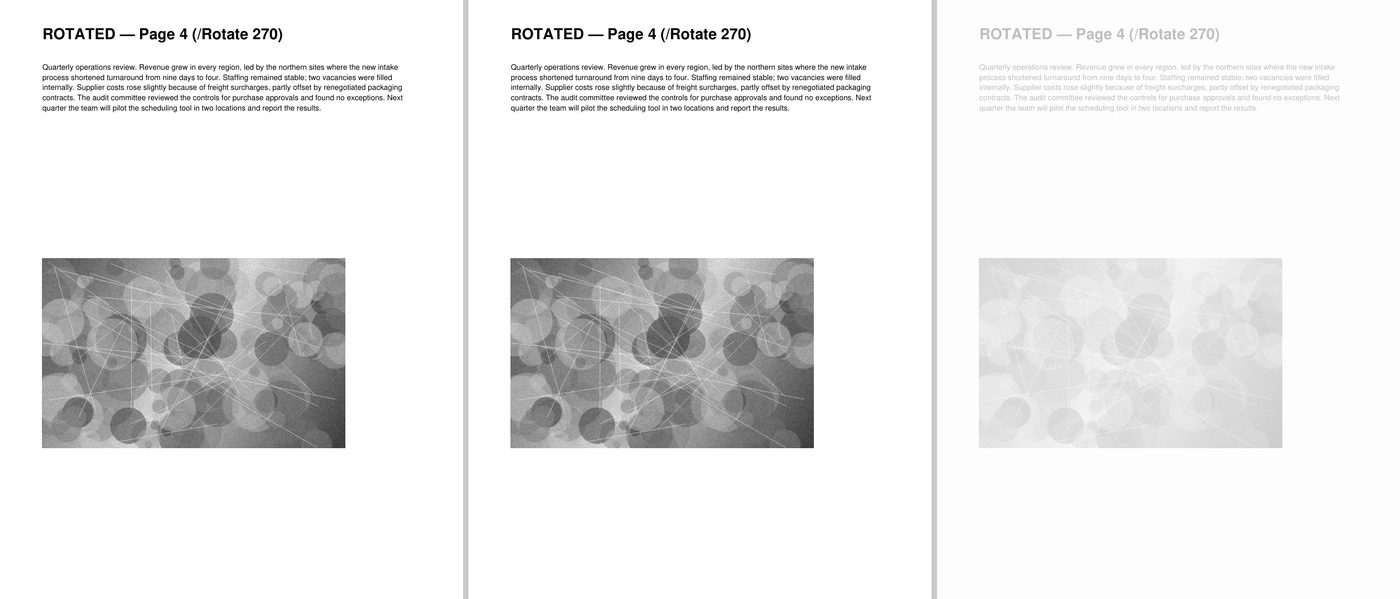 ROTATED — Page 4 (/Rotate 270)
Quarterly operations review. Revenue grew in every region, led by the northern sites where the new intake
process shortened turnaround from nine days to four. Staffing remained stable; two vacancies were filled
internally. Supplier costs rose slightly because of freight surcharges, partly offset by renegotiated packaging
contracts. The audit committee reviewed the controls for purchase approvals and found no exceptions. Next
quarter the team will pilot the scheduling tool in two locations and report the results.
ROTATED — Page 4 (/Rotate 270)
Quarterly operations review. Revenue grew in every region, led by the northern sites where the new intake
process shortened turnaround from nine days to four. Staffing remained stable; two vacancies were filled
internally. Supplier costs rose slightly because of freight surcharges, partly offset by renegotiated packaging
contracts. The audit committee reviewed the controls for purchase approvals and found no exceptions. Next
quarter the team will pilot the scheduling tool in two locations and report the results.
ROTATED — Page 4 (/Rotate 270)
Quarterly operations review. Revenue grew in every region, led by the northern sites where the new intake
process shortened turnaround from nine days to four. Staffing remained stable; two vacancies were filled
internally. Supplier costs rose slightly because of freight surcharges, partly offset by renegotiated packaging
contracts. The audit committee reviewed the controls for purchase approvals and found no exceptions. Next
quarter the team will pilot the scheduling tool in two locations and report the results.